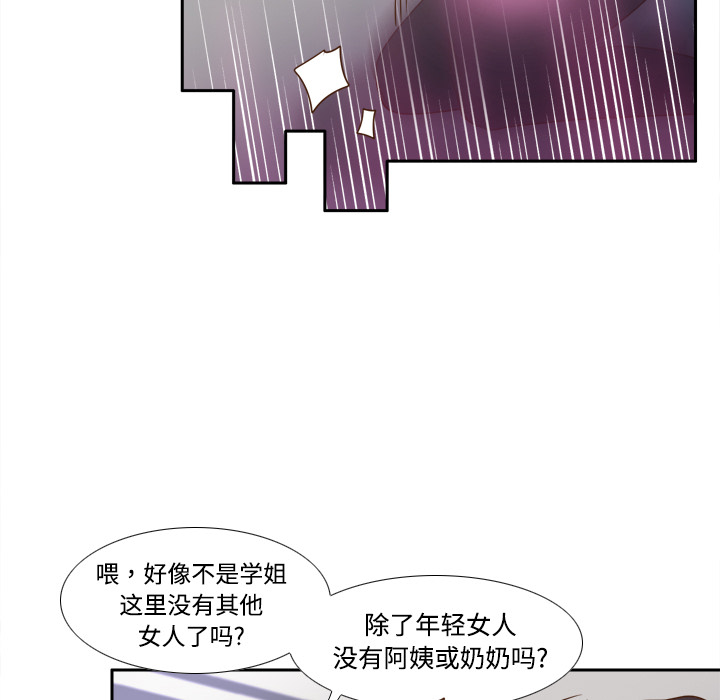 喂，好像不是学姐
这里没有其他
女人了吗?
除了年轻女人
没有阿姨或奶奶吗?